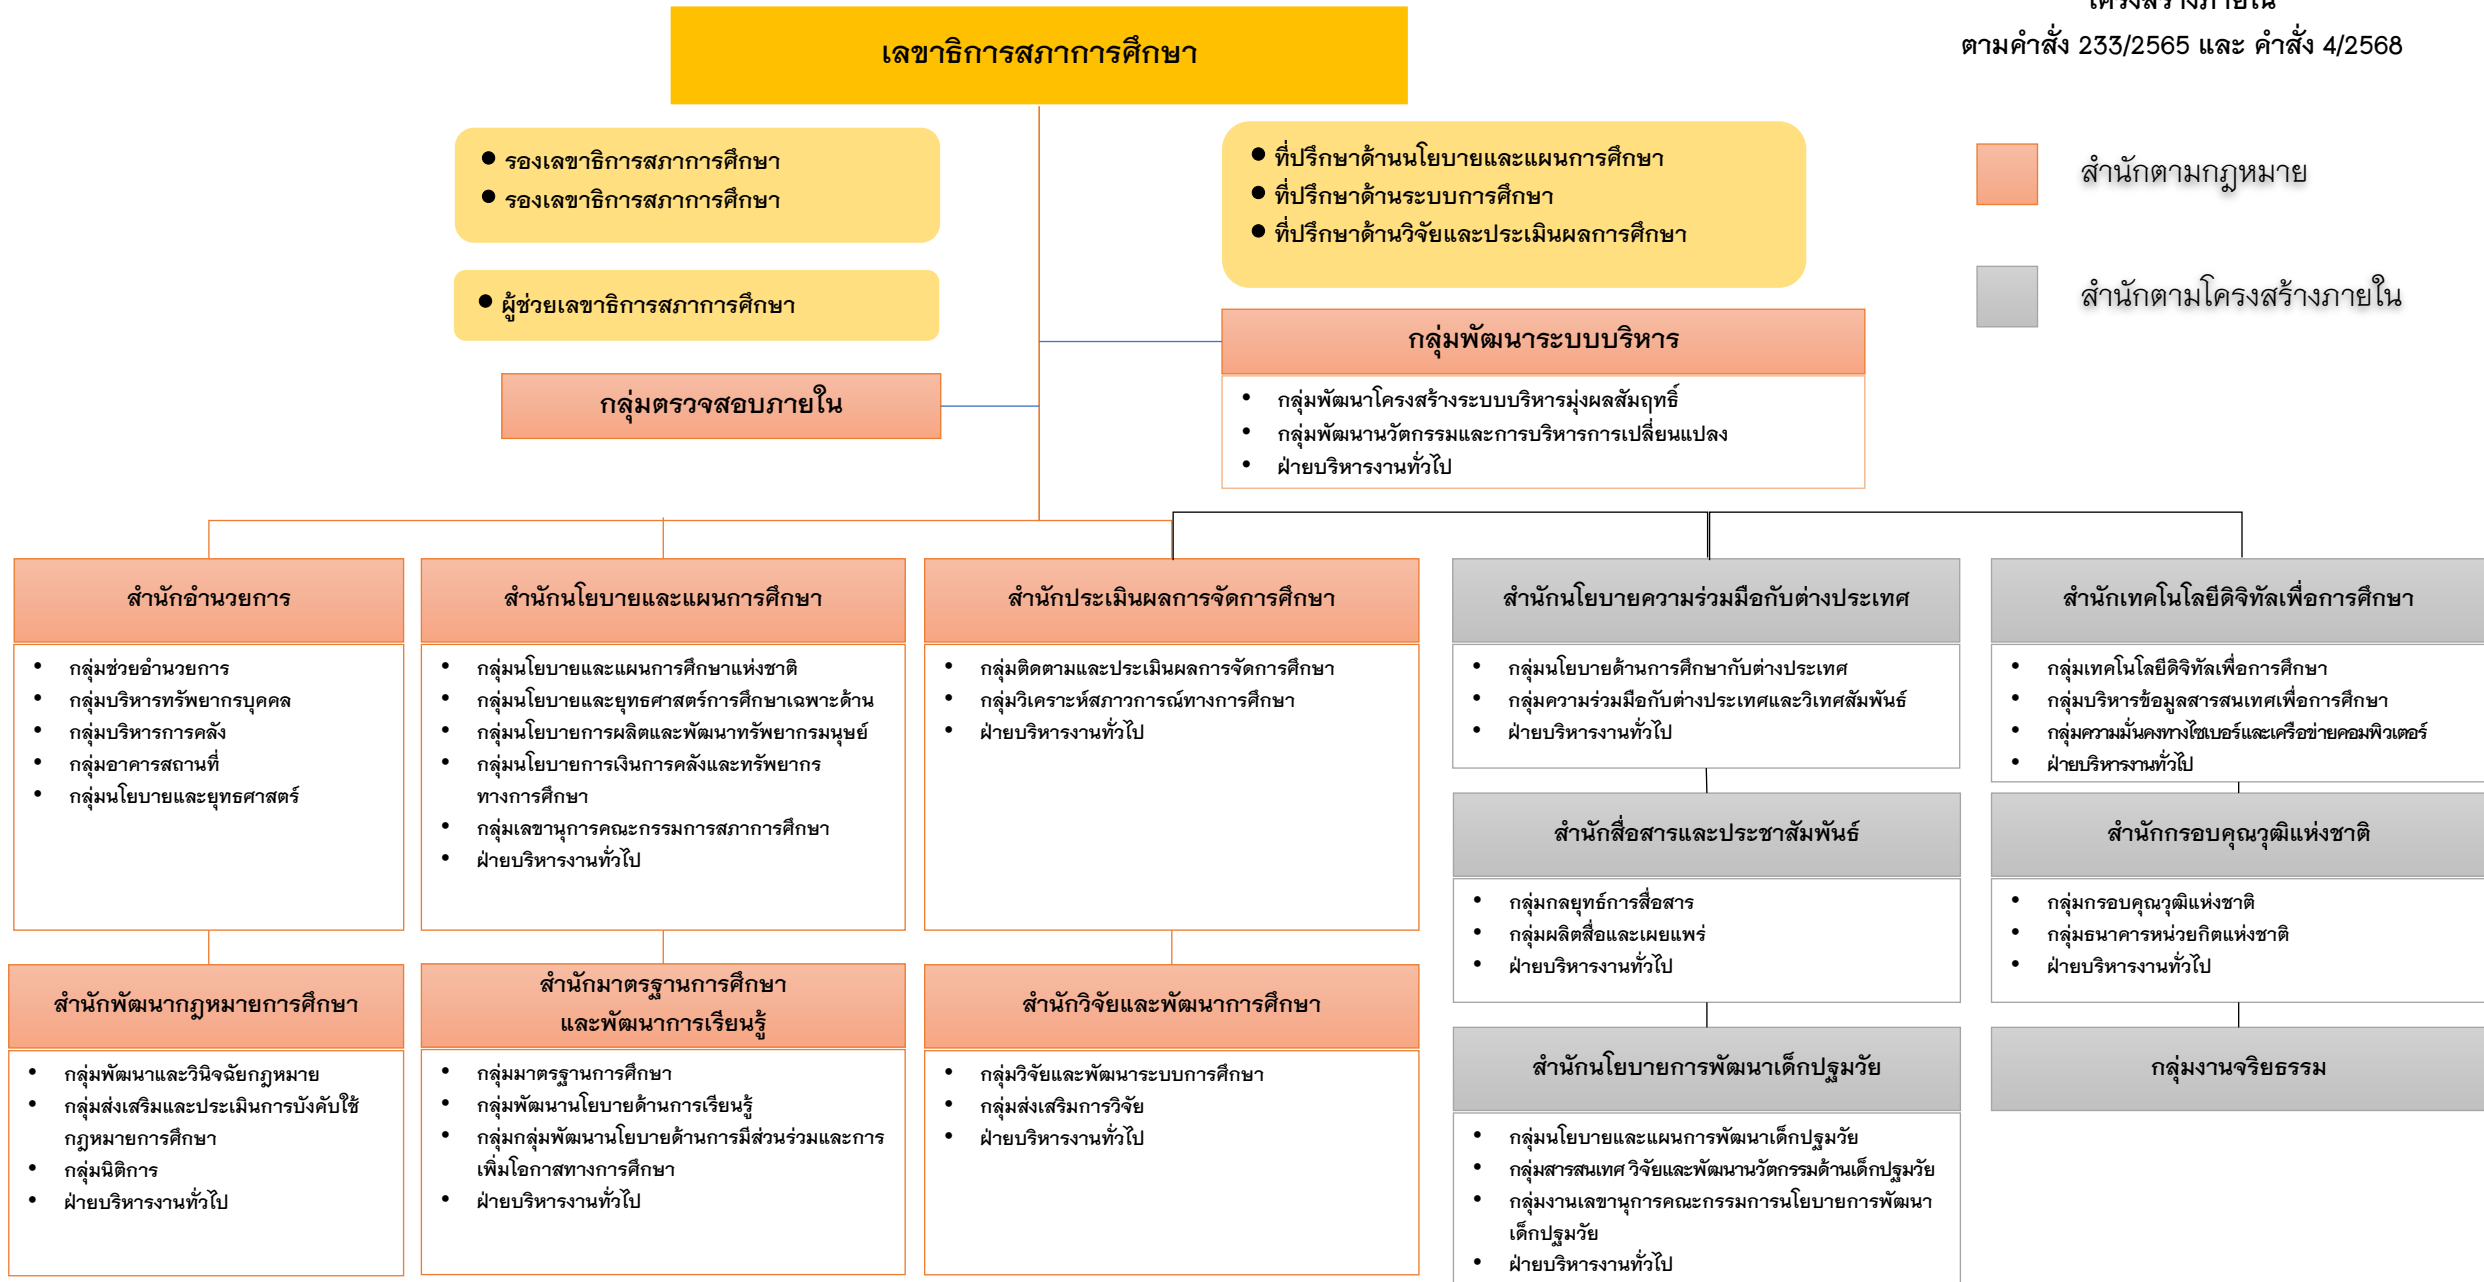 โครงสร้างภายใน
ตามคำสั่ง 233/2565 และ คำสั่ง 4/2568
เลขาธิการสภาการศึกษา
● รองเลขาธิการสภาการศึกษา
● รองเลขาธิการสภาการศึกษา
● ผู้ช่วยเลขาธิการสภาการศึกษา
● ที่ปรึกษาด้านนโยบายและแผนการศึกษา
● ที่ปรึกษาด้านระบบการศึกษา
● ที่ปรึกษาด้านวิจัยและประเมินผลการศึกษา
สำนักตามกฎหมาย
สำนักตามโครงสร้างภายใน
กลุ่มตรวจสอบภายใน
กลุ่มพัฒนาระบบบริหาร
• กลุ่มพัฒนาโครงสร้างระบบบริหารมุ่งผลสัมฤทธิ์
• กลุ่มพัฒนานวัตกรรมและการบริหารการเปลี่ยนแปลง
• ฝ่ายบริหารงานทั่วไป
สำนักอำนวยการ
• กลุ่มช่วยอำนวยการ
• กลุ่มบริหารทรัพยากรบุคคล
• กลุ่มบริหารการคลัง
• กลุ่มอาคารสถานที่
• กลุ่มนโยบายและยุทธศาสตร์
สำนักนโยบายและแผนการศึกษา
• กลุ่มนโยบายและแผนการศึกษาแห่งชาติ
• กลุ่มนโยบายและยุทธศาสตร์การศึกษาเฉพาะด้าน
• กลุ่มนโยบายการผลิตและพัฒนาทรัพยากรมนุษย์
• กลุ่มนโยบายการเงินการคลังและทรัพยากร
ทางการศึกษา
• กลุ่มเลขานุการคณะกรรมการสภาการศึกษา
• ฝ่ายบริหารงานทั่วไป
สำนักประเมินผลการจัดการศึกษา
• กลุ่มติดตามและประเมินผลการจัดการศึกษา
• กลุ่มวิเคราะห์สภาวการณ์ทางการศึกษา
• ฝ่ายบริหารงานทั่วไป
สำนักนโยบายความร่วมมือกับต่างประเทศ
• กลุ่มนโยบายด้านการศึกษากับต่างประเทศ
• กลุ่มความร่วมมือกับต่างประเทศและวิเทศสัมพันธ์
• ฝ่ายบริหารงานทั่วไป
สำนักเทคโนโลยีดิจิทัลเพื่อการศึกษา
• กลุ่มเทคโนโลยีดิจิทัลเพื่อการศึกษา
• กลุ่มบริหารข้อมูลสารสนเทศเพื่อการศึกษา
• กลุ่มความมั่นคงทางไซเบอร์และเครือข่ายคอมพิวเตอร์
• ฝ่ายบริหารงานทั่วไป
สำนักสื่อสารและประชาสัมพันธ์
• กลุ่มกลยุทธ์การสื่อสาร
• กลุ่มผลิตสื่อและเผยแพร่
• ฝ่ายบริหารงานทั่วไป
สำนักกรอบคุณวุฒิแห่งชาติ
• กลุ่มกรอบคุณวุฒิแห่งชาติ
• กลุ่มธนาคารหน่วยกิตแห่งชาติ
• ฝ่ายบริหารงานทั่วไป
สำนักพัฒนากฎหมายการศึกษา
• กลุ่มพัฒนาและวินิจฉัยกฎหมาย
• กลุ่มส่งเสริมและประเมินการบังคับใช้
กฎหมายการศึกษา
• กลุ่มนิติการ
• ฝ่ายบริหารงานทั่วไป
สำนักมาตรฐานการศึกษา
และพัฒนาการเรียนรู้
• กลุ่มมาตรฐานการศึกษา
• กลุ่มพัฒนานโยบายด้านการเรียนรู้
• กลุ่มกลุ่มพัฒนานโยบายด้านการมีส่วนร่วมและการ
เพิ่มโอกาสทางการศึกษา
• ฝ่ายบริหารงานทั่วไป
สำนักวิจัยและพัฒนาการศึกษา
• กลุ่มวิจัยและพัฒนาระบบการศึกษา
• กลุ่มส่งเสริมการวิจัย
• ฝ่ายบริหารงานทั่วไป
สำนักนโยบายการพัฒนาเด็กปฐมวัย
• กลุ่มนโยบายและแผนการพัฒนาเด็กปฐมวัย
• กลุ่มสารสนเทศ วิจัยและพัฒนานวัตกรรมด้านเด็กปฐมวัย
• กลุ่มงานเลขานุการคณะกรรมการนโยบายการพัฒนา
เด็กปฐมวัย
• ฝ่ายบริหารงานทั่วไป
กลุ่มงานจริยธรรม